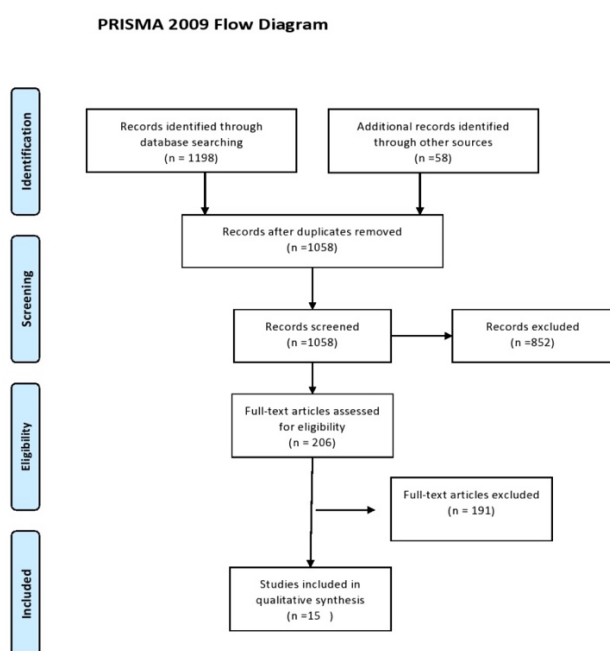 PRISMA 2009 Flow Diagram
Identification
Records identified through
database searching
(n = 1198)
Additional records identified
through other sources
(n =58)
Records after duplicates removed
(n =1058)
Screening
Records screened
(n =1058)
Records excluded
(n =852)
Eligibility
Full-text articles assessed
for eligibility
(n = 206)
Full-text articles excluded
(n = 191)
Included
Studies included in
qualitative synthesis
(n =15 )